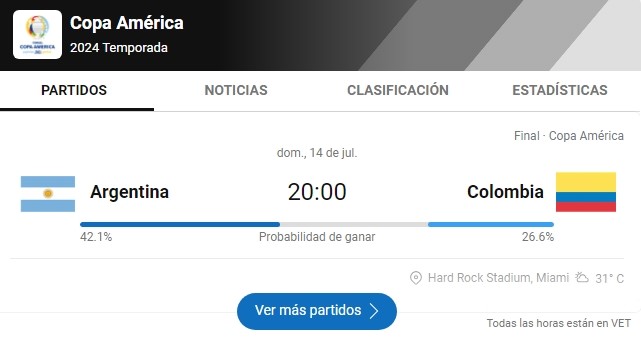 Copa América
2024 Temporada
COPA AMERICA
PARTIDOS NOTICIAS CLASIFICACIÓN ESTADÍSTICAS
Final · Copa América
dom., 14 de jul.
Argentina 20:00 Colombia
42.1% Probabilidad de ganar 26.6%
Hard Rock Stadium, Miami 31° C
Ver más partidos
Todas las horas están en VET